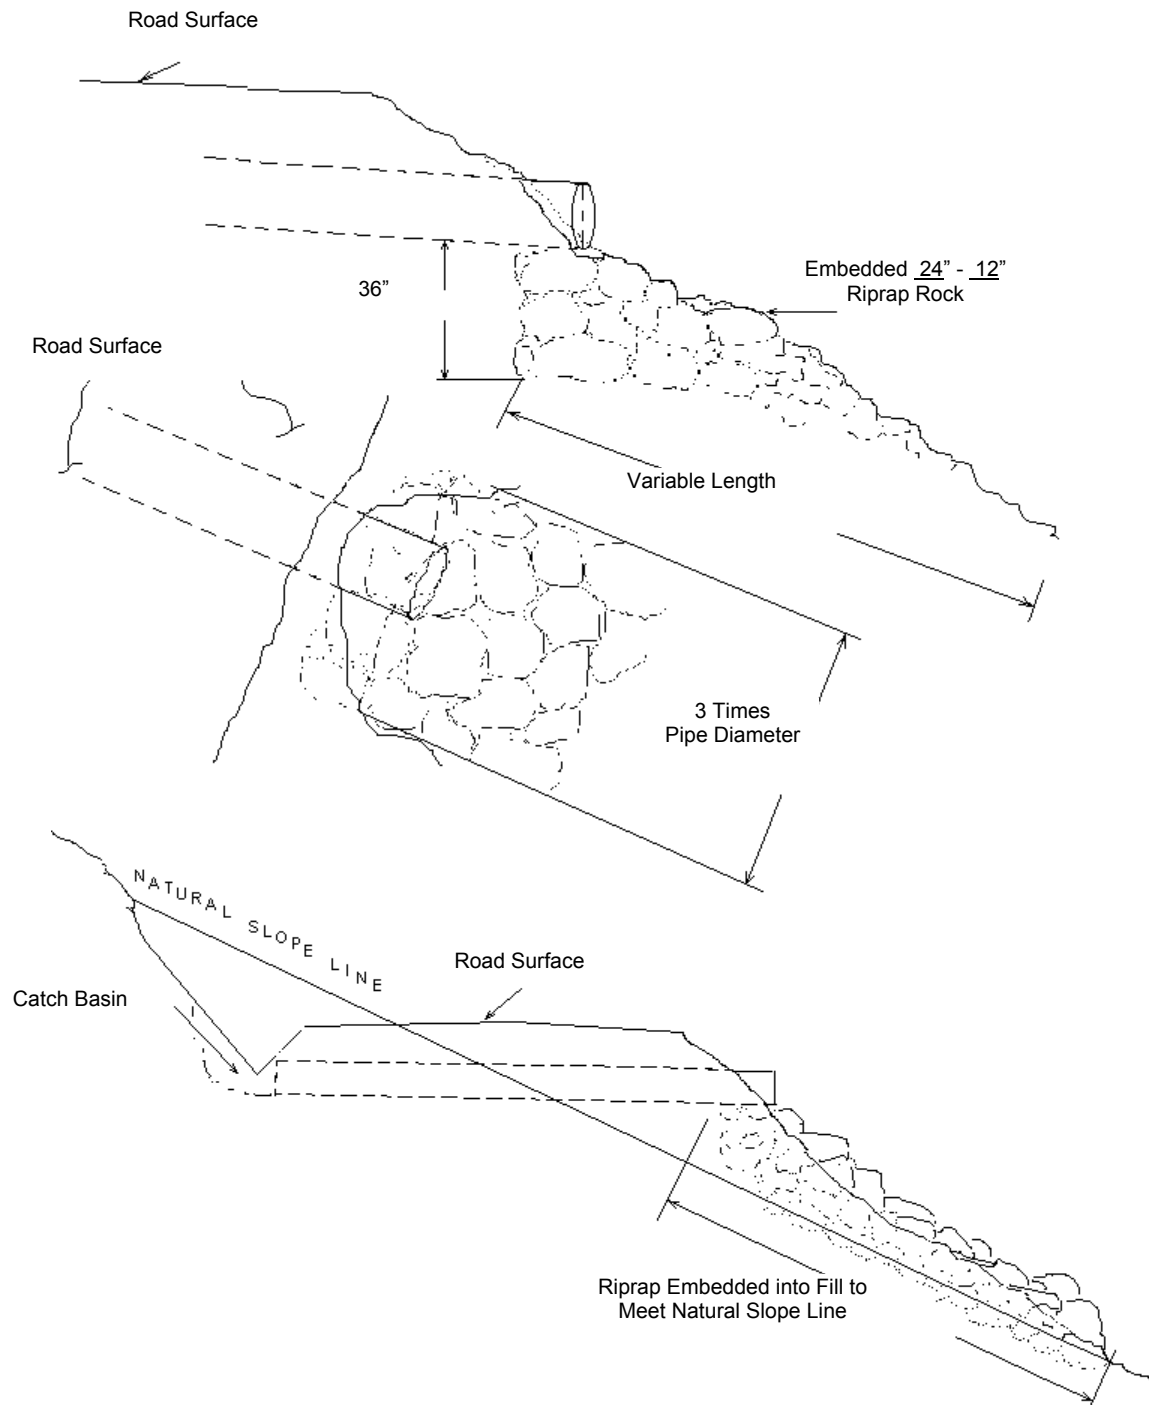 Road Surface
Embedded 24” - 12”
Riprap Rock
36”
Road Surface
Variable Length
3 Times
Pipe Diameter
NATURAL SLOPE LINE
Road Surface
Catch Basin
Riprap Embedded into Fill to
Meet Natural Slope Line